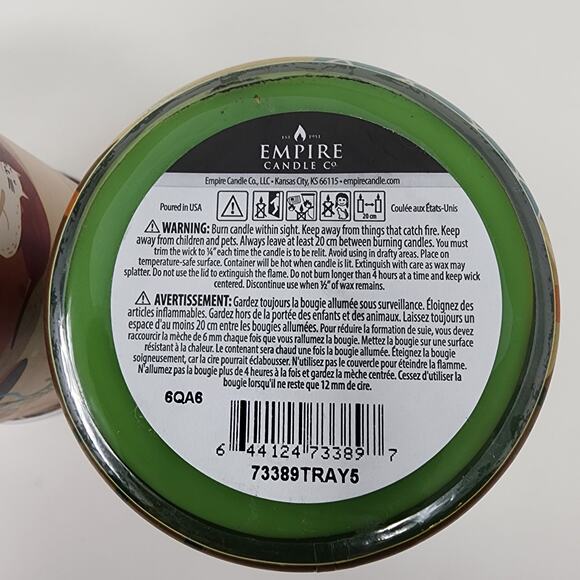 EST. 1951
EMPIRE
CANDLE CO.
Empire Candle Co., LLC • Kansas City, KS 66115 • empirecandle.com
Poured in USA
20 cm
Coulée aux États-Unis
WARNING: Burn candle within sight. Keep away from things that catch fire. Keep
away from children and pets. Always leave at least 20 cm between burning candles. You must
trim the wick to ¼" each time the candle is to be relit. Avoid using in drafty areas. Place on
temperature-safe surface. Container will be hot when candle is lit. Extinguish with care as wax may
splatter. Do not use the lid to extinguish the flame. Do not burn longer than 4 hours at a time and keep wick
centered. Discontinue use when ½" of wax remains.
AVERTISSEMENT: Gardez toujours la bougie allumée sous surveillance. Éloignez des
articles inflammables. Gardez hors de la portée des enfants et des animaux. Laissez toujours un
espace d'au moins 20 cm entre les bougies allumées. Pour réduire la formation de suie, vous devez
raccourcir la mèche de 6 mm chaque fois que vous rallumez la bougie. Mettez la bougie sur une surface
résistant à la chaleur. Le contenant sera chaud une fois la bougie allumée. Éteignez la bougie
soigneusement, car la cire pourrait éclabousser. N'utilisez pas le couvercle pour éteindre la flamme.
N'allumez pas la bougie plus de 4 heures à la fois et gardez la mèche centrée. Cessez d'utiliser la
bougie lorsqu'il ne reste que 12 mm de cire.
6QA6
6 44124 73389 7
73389TRAY5